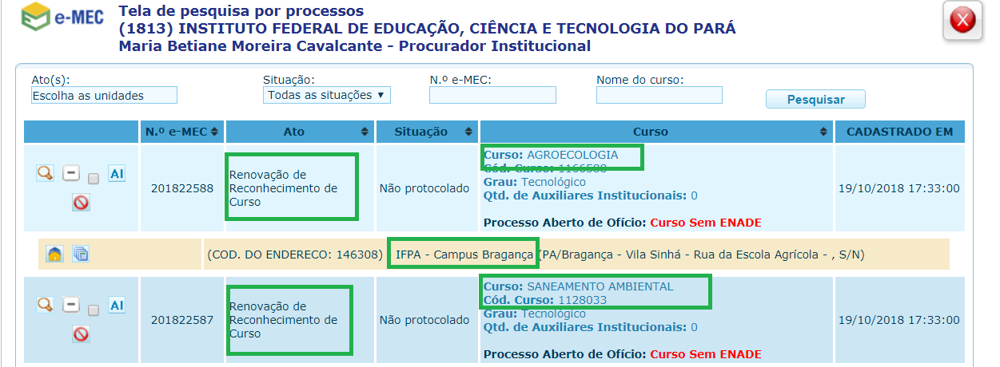 e-MEC
Tela de pesquisa por processos
(1813) INSTITUTO FEDERAL DE EDUCAÇÃO, CIÊNCIA E TECNOLOGIA DO PARÁ
Maria Betiane Moreira Cavalcante - Procurador Institucional
Ato(s): Situação: N.º e-MEC: Nome do curso:
Escolha as unidades Todas as situações Pesquisar
N.º e-MEC Ato Situação Curso CADASTRADO EM
AI
201822588
Renovação de
Reconhecimento de
Curso
Não protocolado
Curso: AGROECOLOGIA
Cód. Curso: 1166590
Grau: Tecnológico
Qtd. de Auxiliares Institucionais: 0
Processo Aberto de Ofício: Curso Sem ENADE
19/10/2018 17:33:00
(COD. DO ENDERECO: 146308) IFPA - Campus Bragança (PA/Bragança - Vila Sinhá - Rua da Escola Agrícola - , S/N)
AI
201822587
Renovação de
Reconhecimento de
Curso
Não protocolado
Curso: SANEAMENTO AMBIENTAL
Cód. Curso: 1128033
Grau: Tecnológico
Qtd. de Auxiliares Institucionais: 0
Processo Aberto de Ofício: Curso Sem ENADE
19/10/2018 17:33:00